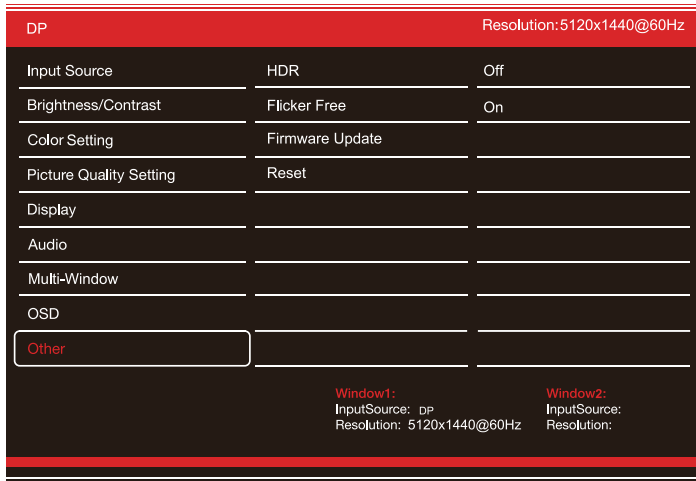 DP Resolution:5120x1440@60Hz
Input Source HDR Off
Brightness/Contrast Flicker Free On
Color Setting Firmware Update
Picture Quality Setting Reset
Display
Audio
Multi-Window
OSD
Other
Window1: Window2:
InputSource: DP InputSource:
Resolution: 5120x1440@60Hz Resolution: